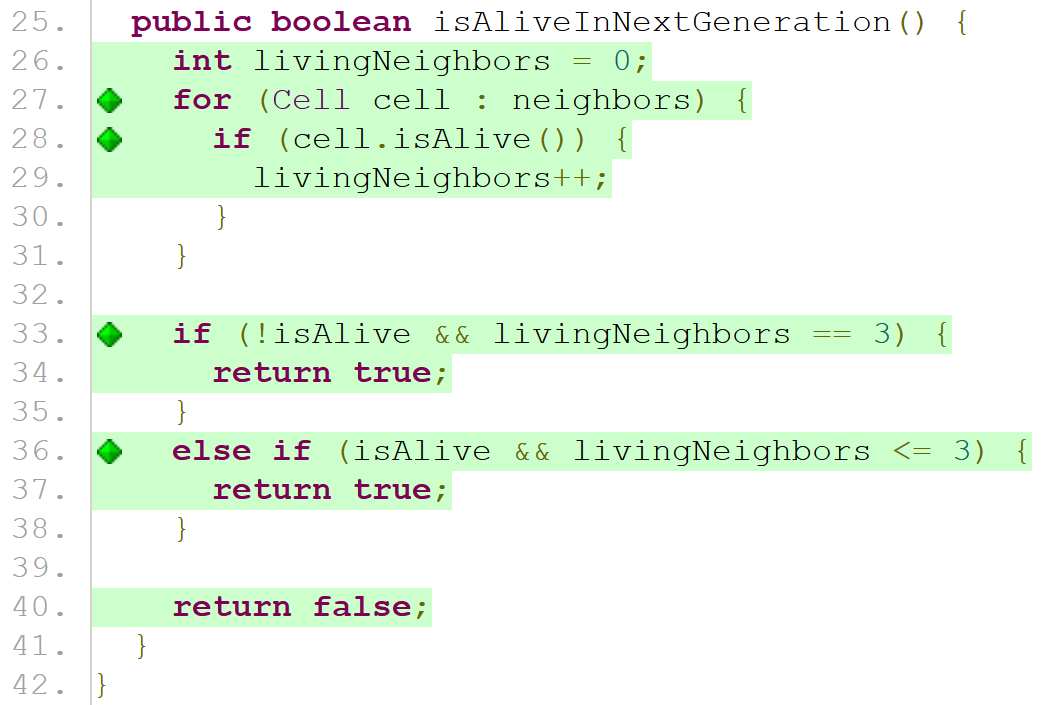 25. public boolean isAliveInNextGeneration() {
26. int livingNeighbors = 0;
27. for (Cell cell : neighbors) {
28. if (cell.isAlive()) {
29. livingNeighbors++;
30. }
31. }
32.
33. if (!isAlive && livingNeighbors == 3) {
34. return true;
35. }
36. else if (isAlive && livingNeighbors <= 3) {
37. return true;
38. }
39.
40. return false;
41. }
42. }